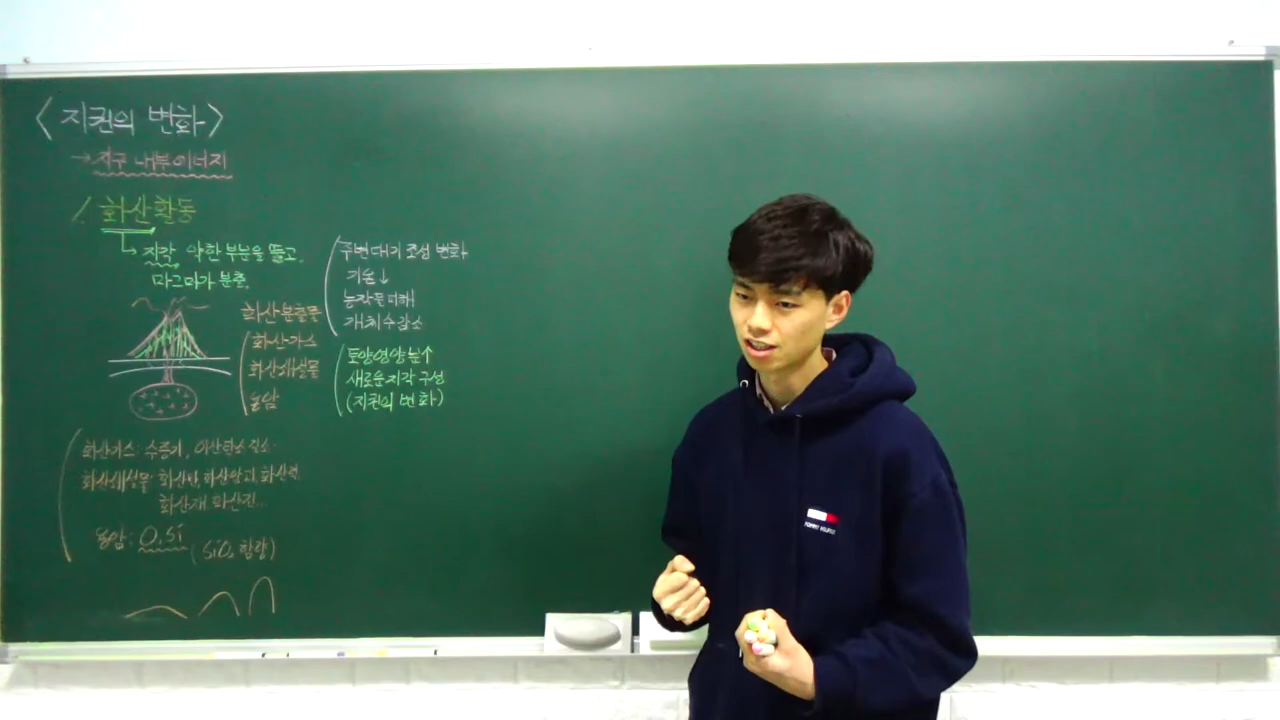 <지권의 변화>
→ 지구 내부에너지
1. 화산활동
↳ 지각 약한 부분을 뚫고,
마그마가 분출.
화산분출물
화산가스
화산쇄설물
용암
주변 대기 조성 변화
기온↓
농작물 피해
개체수 감소
토양영양분↑
새로운 지각 구성
(지권의 변화)
화산가스: 수증기, 이산탄소 질소..
화산쇄설물: 화산탄, 화산암괴, 화산력,
화산재 화산진..
용암: O, Si
(SiO₂ 함량)
TOMMY HILFIGER